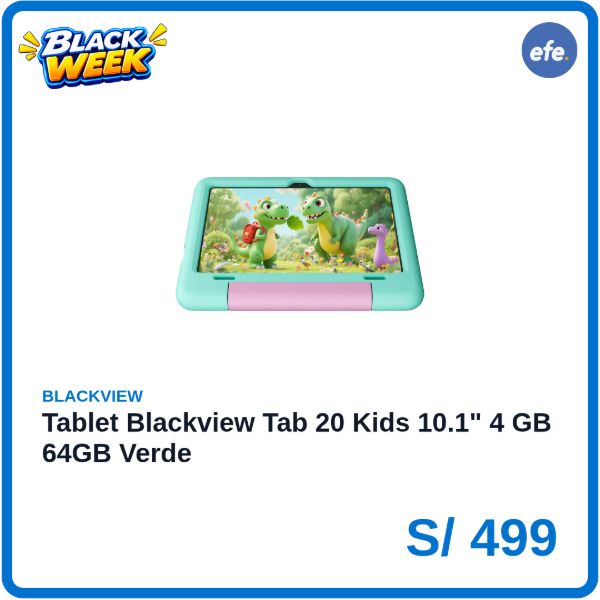 BLACK
WEEK
efe.
BLACKVIEW
Tablet Blackview Tab 20 Kids 10.1" 4 GB
64GB Verde
S/ 499